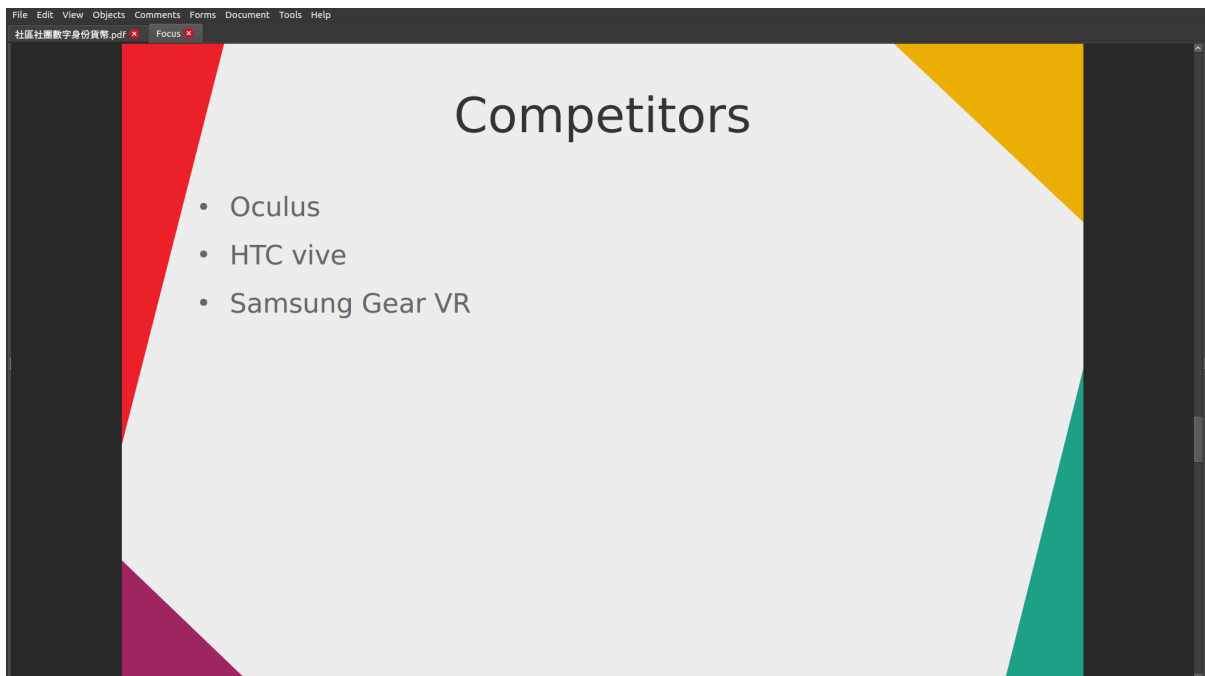 File Edit View Objects Comments Forms Document Tools Help
社區社團數字身份貨幣.pdf Focus
Competitors
• Oculus
• HTC vive
• Samsung Gear VR